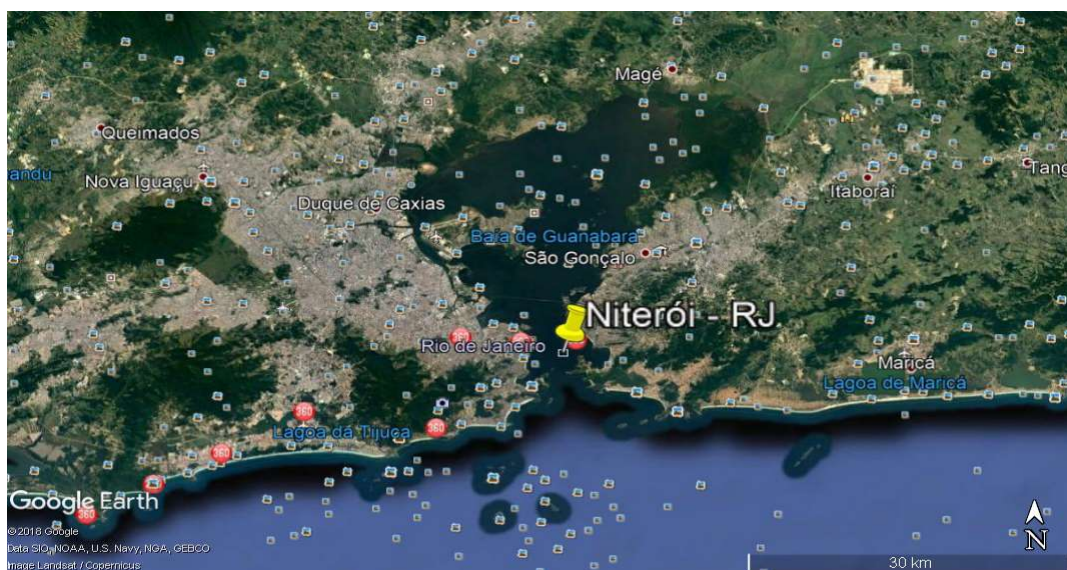 Magé
Queimados
andu
Nova Iguaçu
Itaboraí
Tang
Duque de Caxias
Baía de Guanabara
São Gonçalo
Niterói - RJ
360
360
Rio de Janeiro
Maricá
Lagoa de Maricá
360
360
Lagoa da Tijuca
360
360
Google Earth
©2018 Google
Data SIO, NOAA, U.S. Navy, NGA, GEBCO
Image Landsat / Copernicus
30 km
N